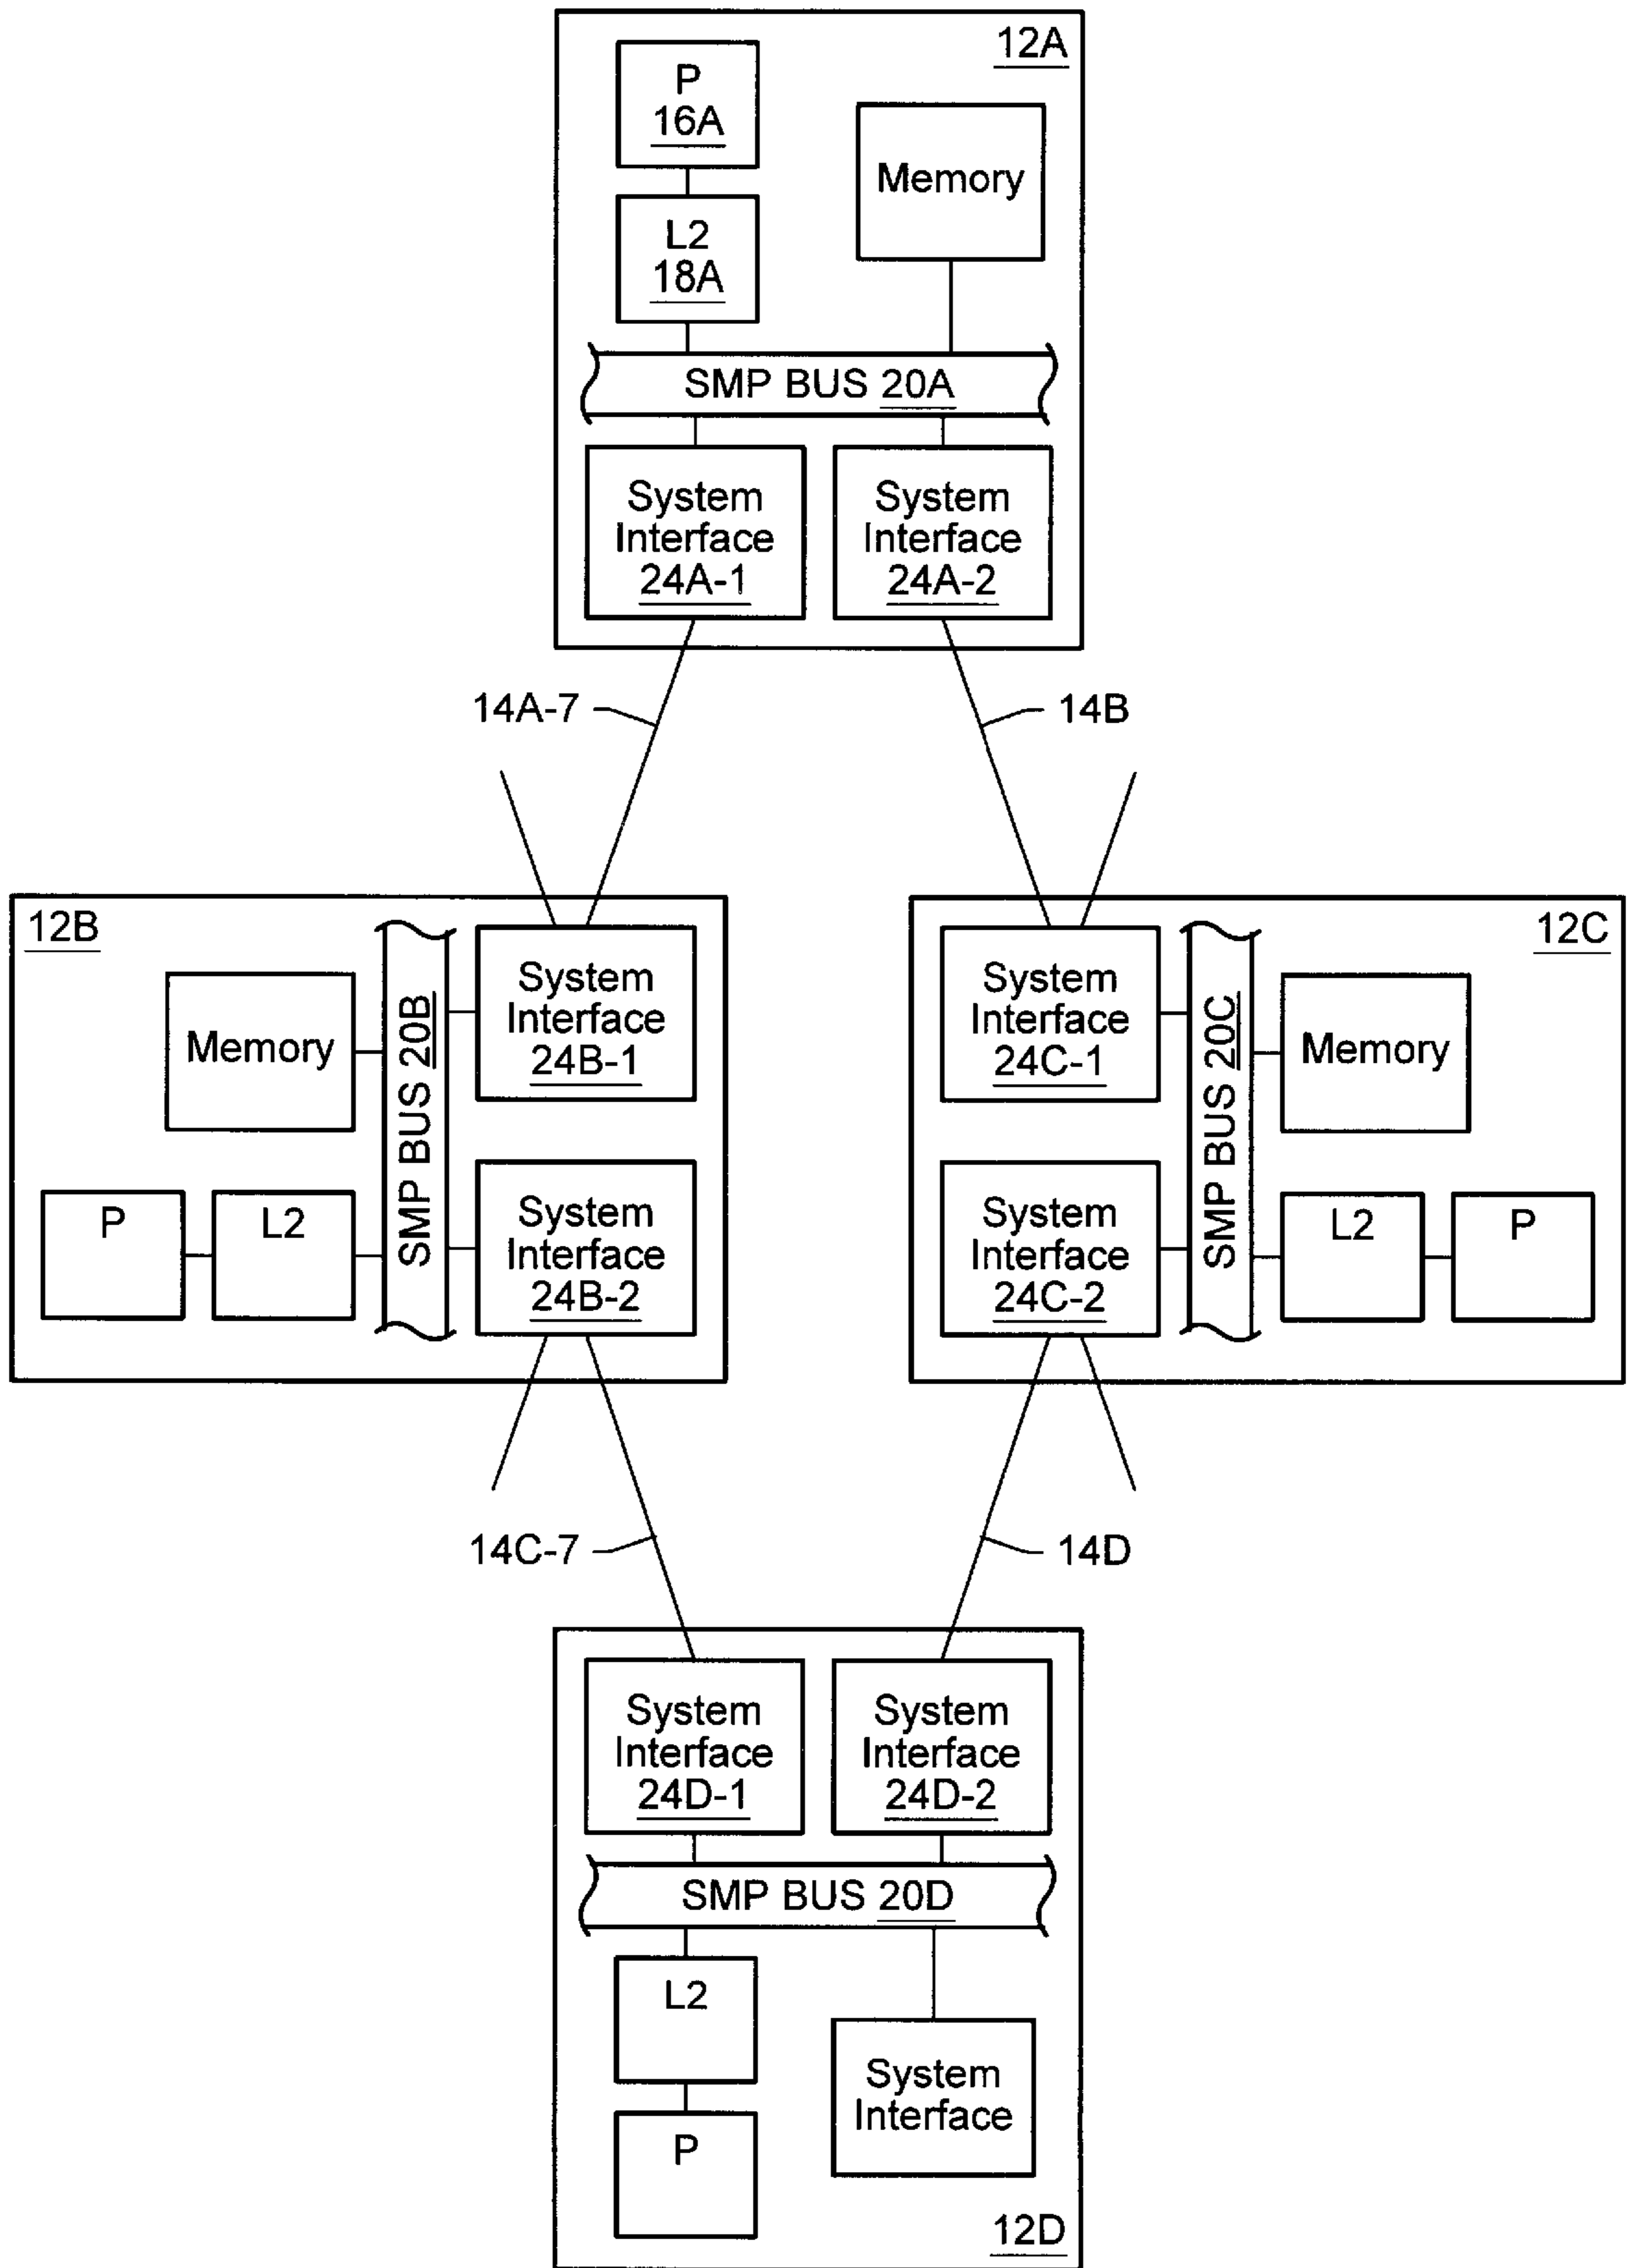 12A
P
16A
Memory
L2
18A
SMP BUS 20A
System
Interface
24A-1
System
Interface
24A-2
14A-7
14B
12B
Memory
SMP BUS 20B
System
Interface
24B-1
P
L2
System
Interface
24B-2
12C
System
Interface
24C-1
SMP BUS 20C
Memory
System
Interface
24C-2
L2
P
14C-7
14D
System
Interface
24D-1
System
Interface
24D-2
SMP BUS 20D
L2
P
System
Interface
12D